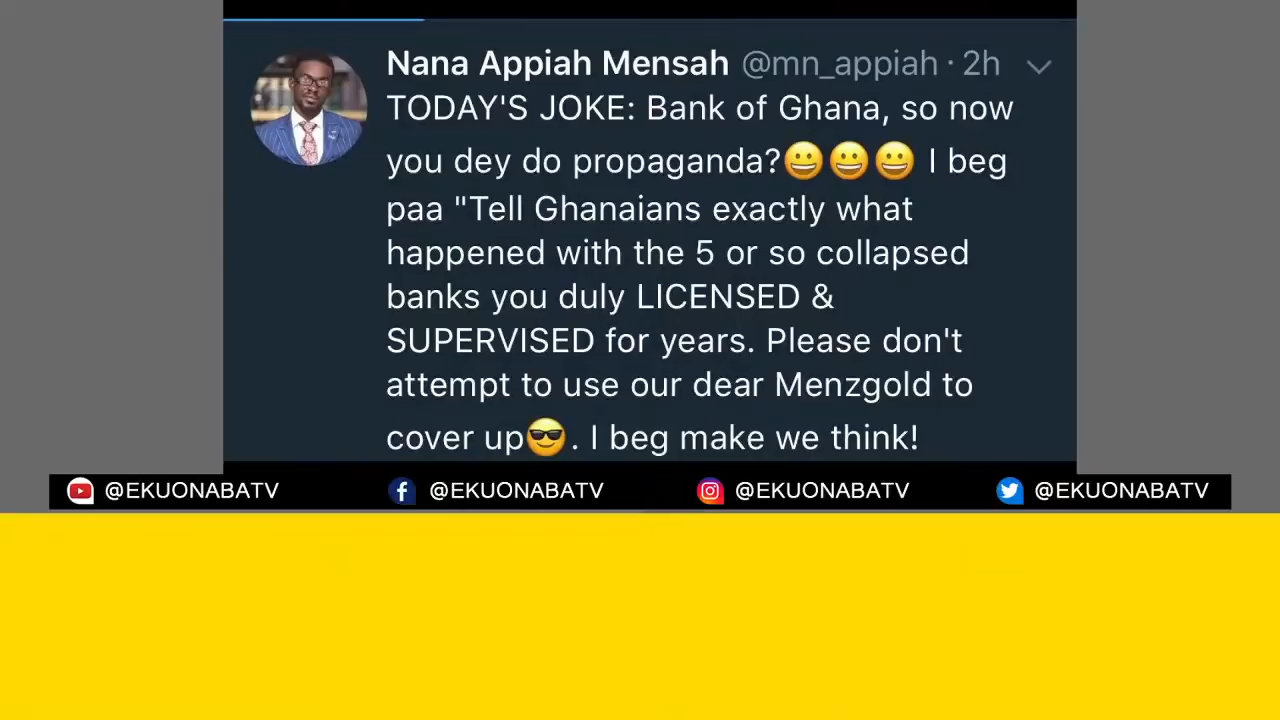 Nana Appiah Mensah @mn_appiah · 2h
TODAY'S JOKE: Bank of Ghana, so now
you dey do propaganda?😀😀😀 I beg
paa "Tell Ghanaians exactly what
happened with the 5 or so collapsed
banks you duly LICENSED &
SUPERVISED for years. Please don't
attempt to use our dear Menzgold to
cover up😎. I beg make we think!
@EKUONABATV @EKUONABATV @EKUONABATV @EKUONABATV